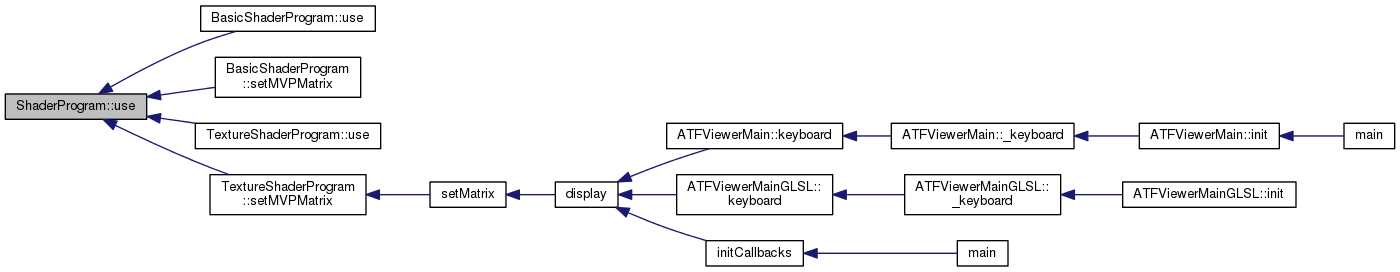 BasicShaderProgram::use
BasicShaderProgram
::setMVPMatrix
ShaderProgram::use
TextureShaderProgram::use
TextureShaderProgram
::setMVPMatrix
setMatrix
display
ATFViewerMain::keyboard
ATFViewerMain::_keyboard
ATFViewerMain::init
main
ATFViewerMainGLSL::
keyboard
ATFViewerMainGLSL::
_keyboard
ATFViewerMainGLSL::init
initCallbacks
main